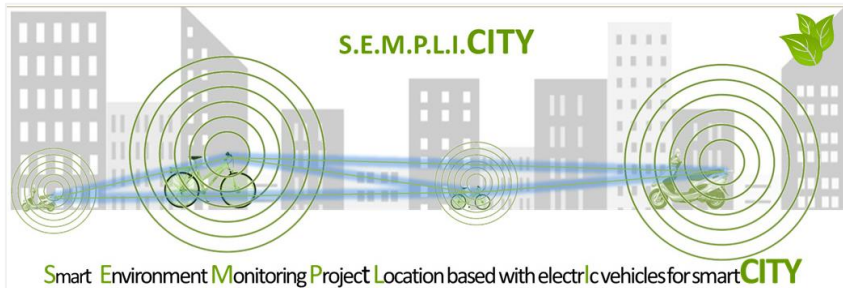 S.E.M.P.L.I.CITY
Smart Environment Monitoring Project Location based with electrIc vehicles for smart CITY